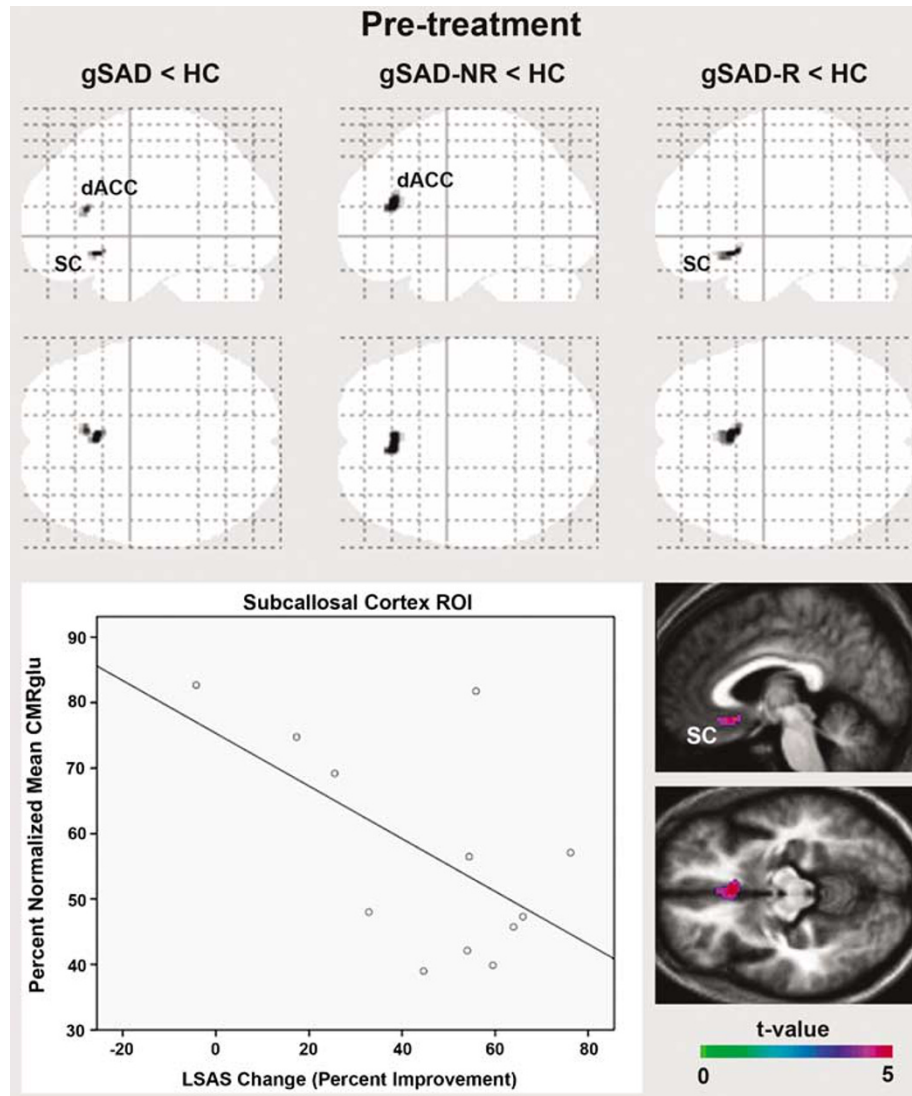 Pre-treatment
gSAD < HC
gSAD-NR < HC
gSAD-R < HC
dACC
SC
dACC
SC
Subcallosal Cortex ROI
Percent Normalized Mean CMRglu
90
80
70
60
50
40
30
-20
0
20
40
60
80
LSAS Change (Percent Improvement)
SC
t-value
0
5